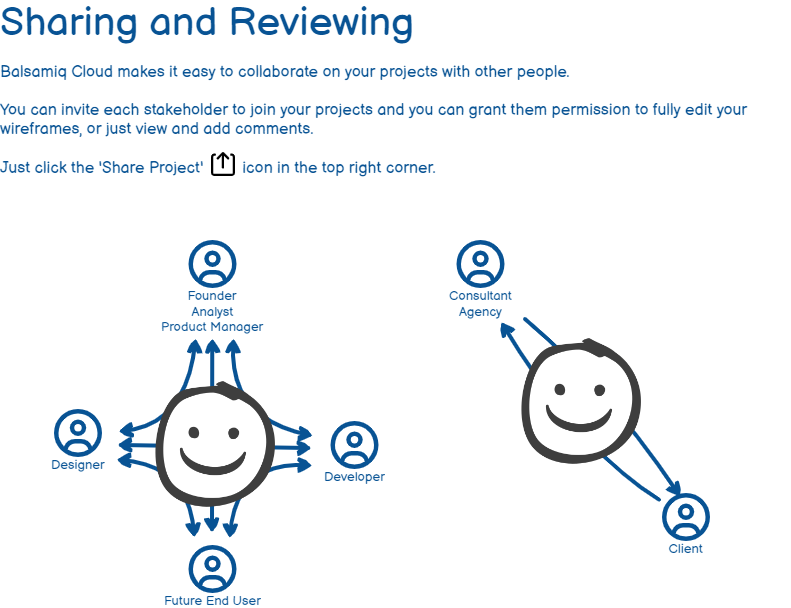 Sharing and Reviewing
Balsamiq Cloud makes it easy to collaborate on your projects with other people.
You can invite each stakeholder to join your projects and you can grant them permission to fully edit your
wireframes, or just view and add comments.
Just click the 'Share Project' icon in the top right corner.
Founder
Analyst
Product Manager
Consultant
Agency
Designer
Developer
Client
Future End User